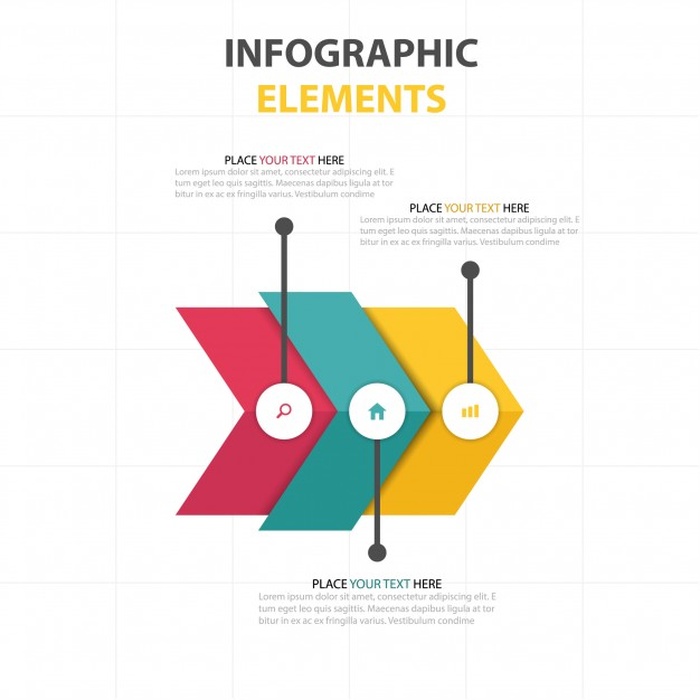 INFOGRAPHIC
ELEMENTS
PLACE YOUR TEXT HERE
Lorem ipsum dolor sit amet, consectetur adipiscing elit. E
tum eget leo quis sagittis. Maecenas dapibus ligula at tor
bitur in ex ac ex fringilla varius. Vestibulum condime
PLACE YOUR TEXT HERE
Lorem ipsum dolor sit amet, consectetur adipiscing elit. E
tum eget leo quis sagittis. Maecenas dapibus ligula at tor
bitur in ex ac ex fringilla varius. Vestibulum condime
PLACE YOUR TEXT HERE
Lorem ipsum dolor sit amet, consectetur adipiscing elit. E
tum eget leo quis sagittis. Maecenas dapibus ligula at tor
bitur in ex ac ex fringilla varius. Vestibulum condime